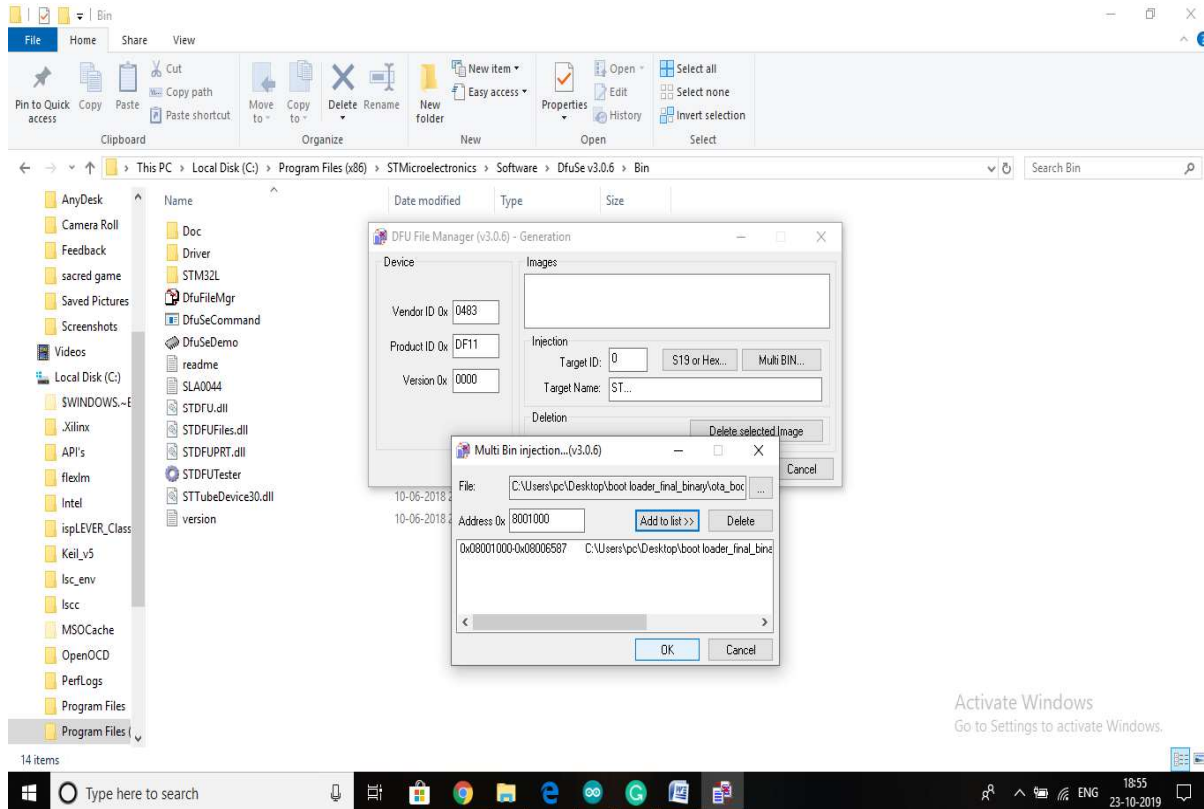 Bin
File Home Share View
Pin to Quick access
Copy
Paste
Cut
Copy path
Paste shortcut
Clipboard
Move to
Copy to
Delete
Rename
Organize
New folder
New item
Easy access
New
Properties
Open
Edit
History
Open
Select all
Select none
Invert selection
Select
This PC > Local Disk (C:) > Program Files (x86) > STMicroelectronics > Software > DfuSe v3.0.6 > Bin
Search Bin
AnyDesk
Camera Roll
Feedback
sacred game
Saved Pictures
Screenshots
Videos
Local Disk (C:)
$WINDOWS.~
.Xilinx
API's
flexlm
Intel
ispLEVER_Class
Keil_v5
lsc_env
lscc
MSOCache
OpenOCD
PerfLogs
Program Files
Program Files (
Name Date modified Type Size
Doc
Driver
STM32L
DfuFileMgr
DfuSeCommand
DfuSeDemo
readme
SLA0044
STDFU.dll
STDFUFiles.dll
STDFUPRT.dll
STDFUTester
STTubeDevice30.dll
version
10-06-2018
10-06-2018
DFU File Manager (v3.0.6) - Generation
Device
Vendor ID 0x 0483
Product ID 0x DF11
Version 0x 0000
Images
Injection
Target ID: 0 S19 or Hex... Multi BIN...
Target Name: ST...
Deletion
Delete selected Image
Cancel
Multi Bin injection...(v3.0.6)
File: C:\Users\pc\Desktop\boot loader_final_binary\ota_boc ...
Address 0x 8001000 Add to list >> Delete
0x08001000-0x08006587 C:\Users\pc\Desktop\boot loader_final_bina
OK Cancel
Activate Windows
Go to Settings to activate Windows.
14 items
Type here to search
ENG
18:55
23-10-2019